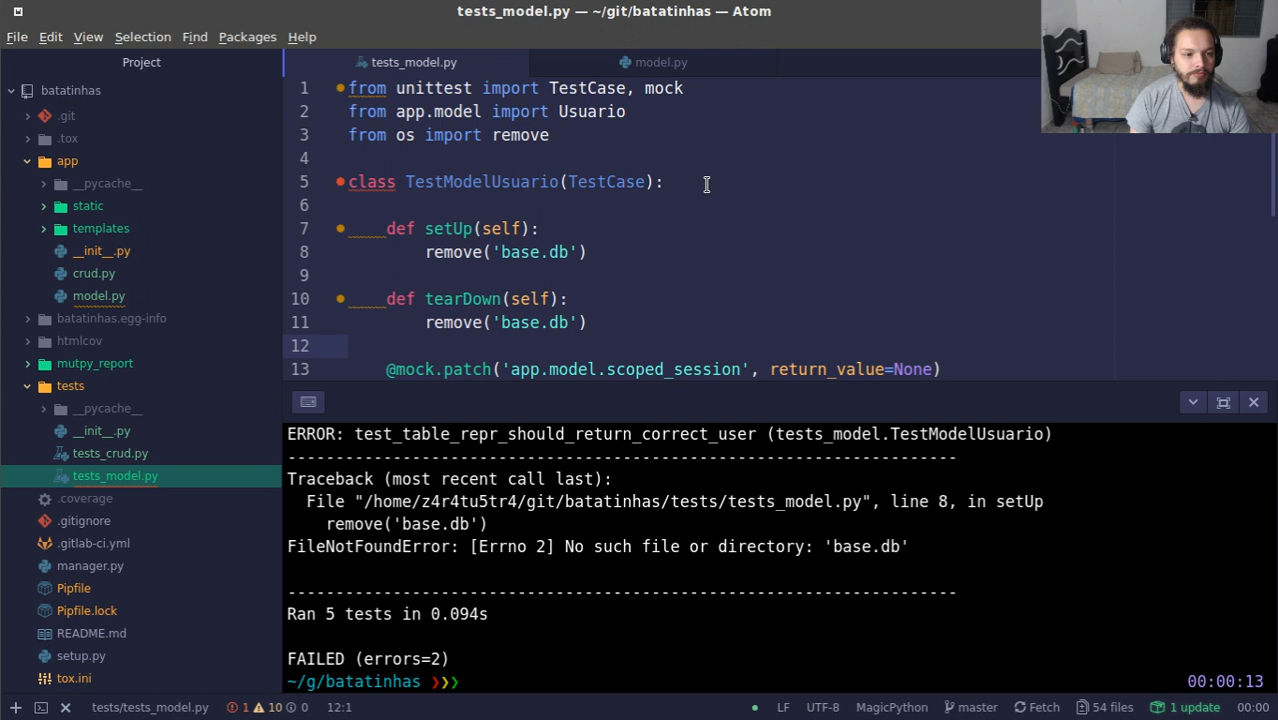 tests_model.py — ~/git/batatinhas — Atom
File Edit View Selection Find Packages Help
Project
batatinhas
.git
.tox
app
__pycache__
static
templates
__init__.py
crud.py
model.py
batatinhas.egg-info
htmlcov
mutpy_report
tests
__pycache__
__init__.py
tests_crud.py
tests_model.py
.coverage
.gitignore
.gitlab-ci.yml
manager.py
Pipfile
Pipfile.lock
README.md
setup.py
tox.ini
tests_model.py model.py
1 from unittest import TestCase, mock
2 from app.model import Usuario
3 from os import remove
4
5 class TestModelUsuario(TestCase):
6
7 def setUp(self):
8 remove('base.db')
9
10 def tearDown(self):
11 remove('base.db')
12
13 @mock.patch('app.model.scoped_session', return_value=None)
ERROR: test_table_repr_should_return_correct_user (tests_model.TestModelUsuario)
----------------------------------------------------------------------
Traceback (most recent call last):
File "/home/z4r4tu5tr4/git/batatinhas/tests/tests_model.py", line 8, in setUp
remove('base.db')
FileNotFoundError: [Errno 2] No such file or directory: 'base.db'
----------------------------------------------------------------------
Ran 5 tests in 0.094s
FAILED (errors=2)
~/g/batatinhas ❯❯❯ 00:00:13
tests/tests_model.py 1 10 0 12:1 LF UTF-8 MagicPython master Fetch 54 files 1 update 00:00